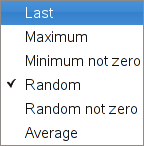 Last
Maximum
Minimum not zero
Random
Random not zero
Average